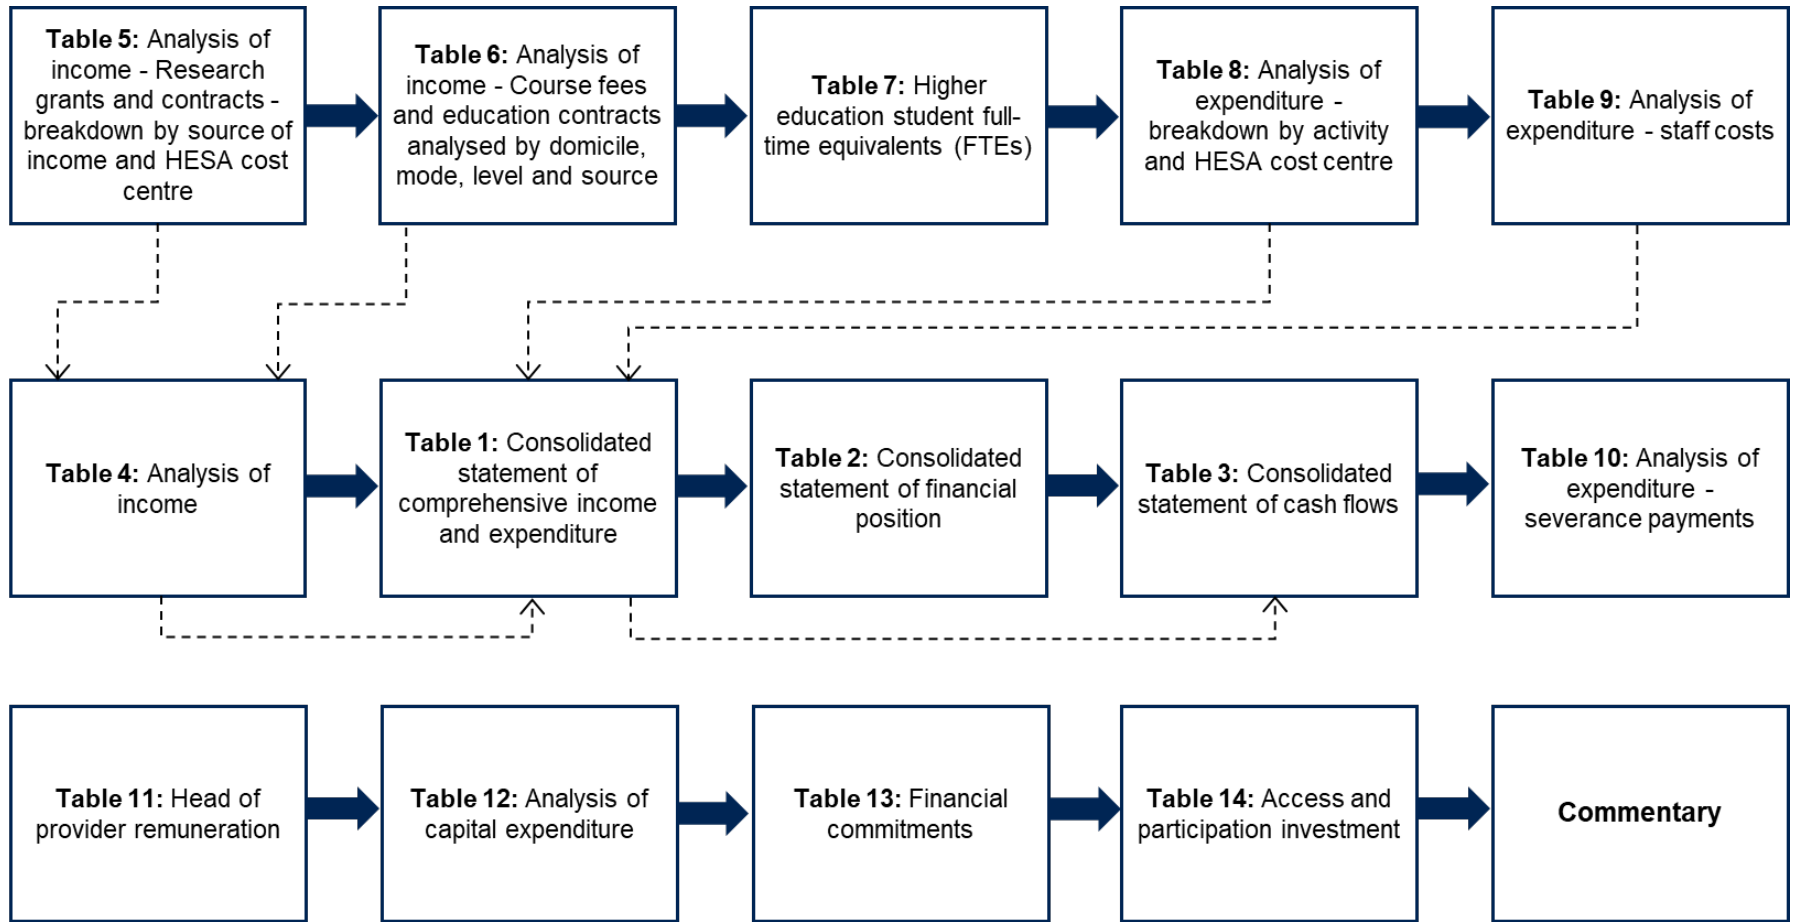 Table 5: Analysis of
income - Research
grants and contracts -
breakdown by source of
income and HESA cost
centre
Table 6: Analysis of
income - Course fees
and education contracts
analysed by domicile,
mode, level and source
Table 7: Higher
education student full-
time equivalents (FTEs)
Table 8: Analysis of
expenditure -
breakdown by activity
and HESA cost centre
Table 9: Analysis of
expenditure - staff costs
Table 4: Analysis of
income
Table 1: Consolidated
statement of
comprehensive income
and expenditure
Table 2: Consolidated
statement of financial
position
Table 3: Consolidated
statement of cash flows
Table 10: Analysis of
expenditure -
severance payments
Table 11: Head of
provider remuneration
Table 12: Analysis of
capital expenditure
Table 13: Financial
commitments
Table 14: Access and
participation investment
Commentary